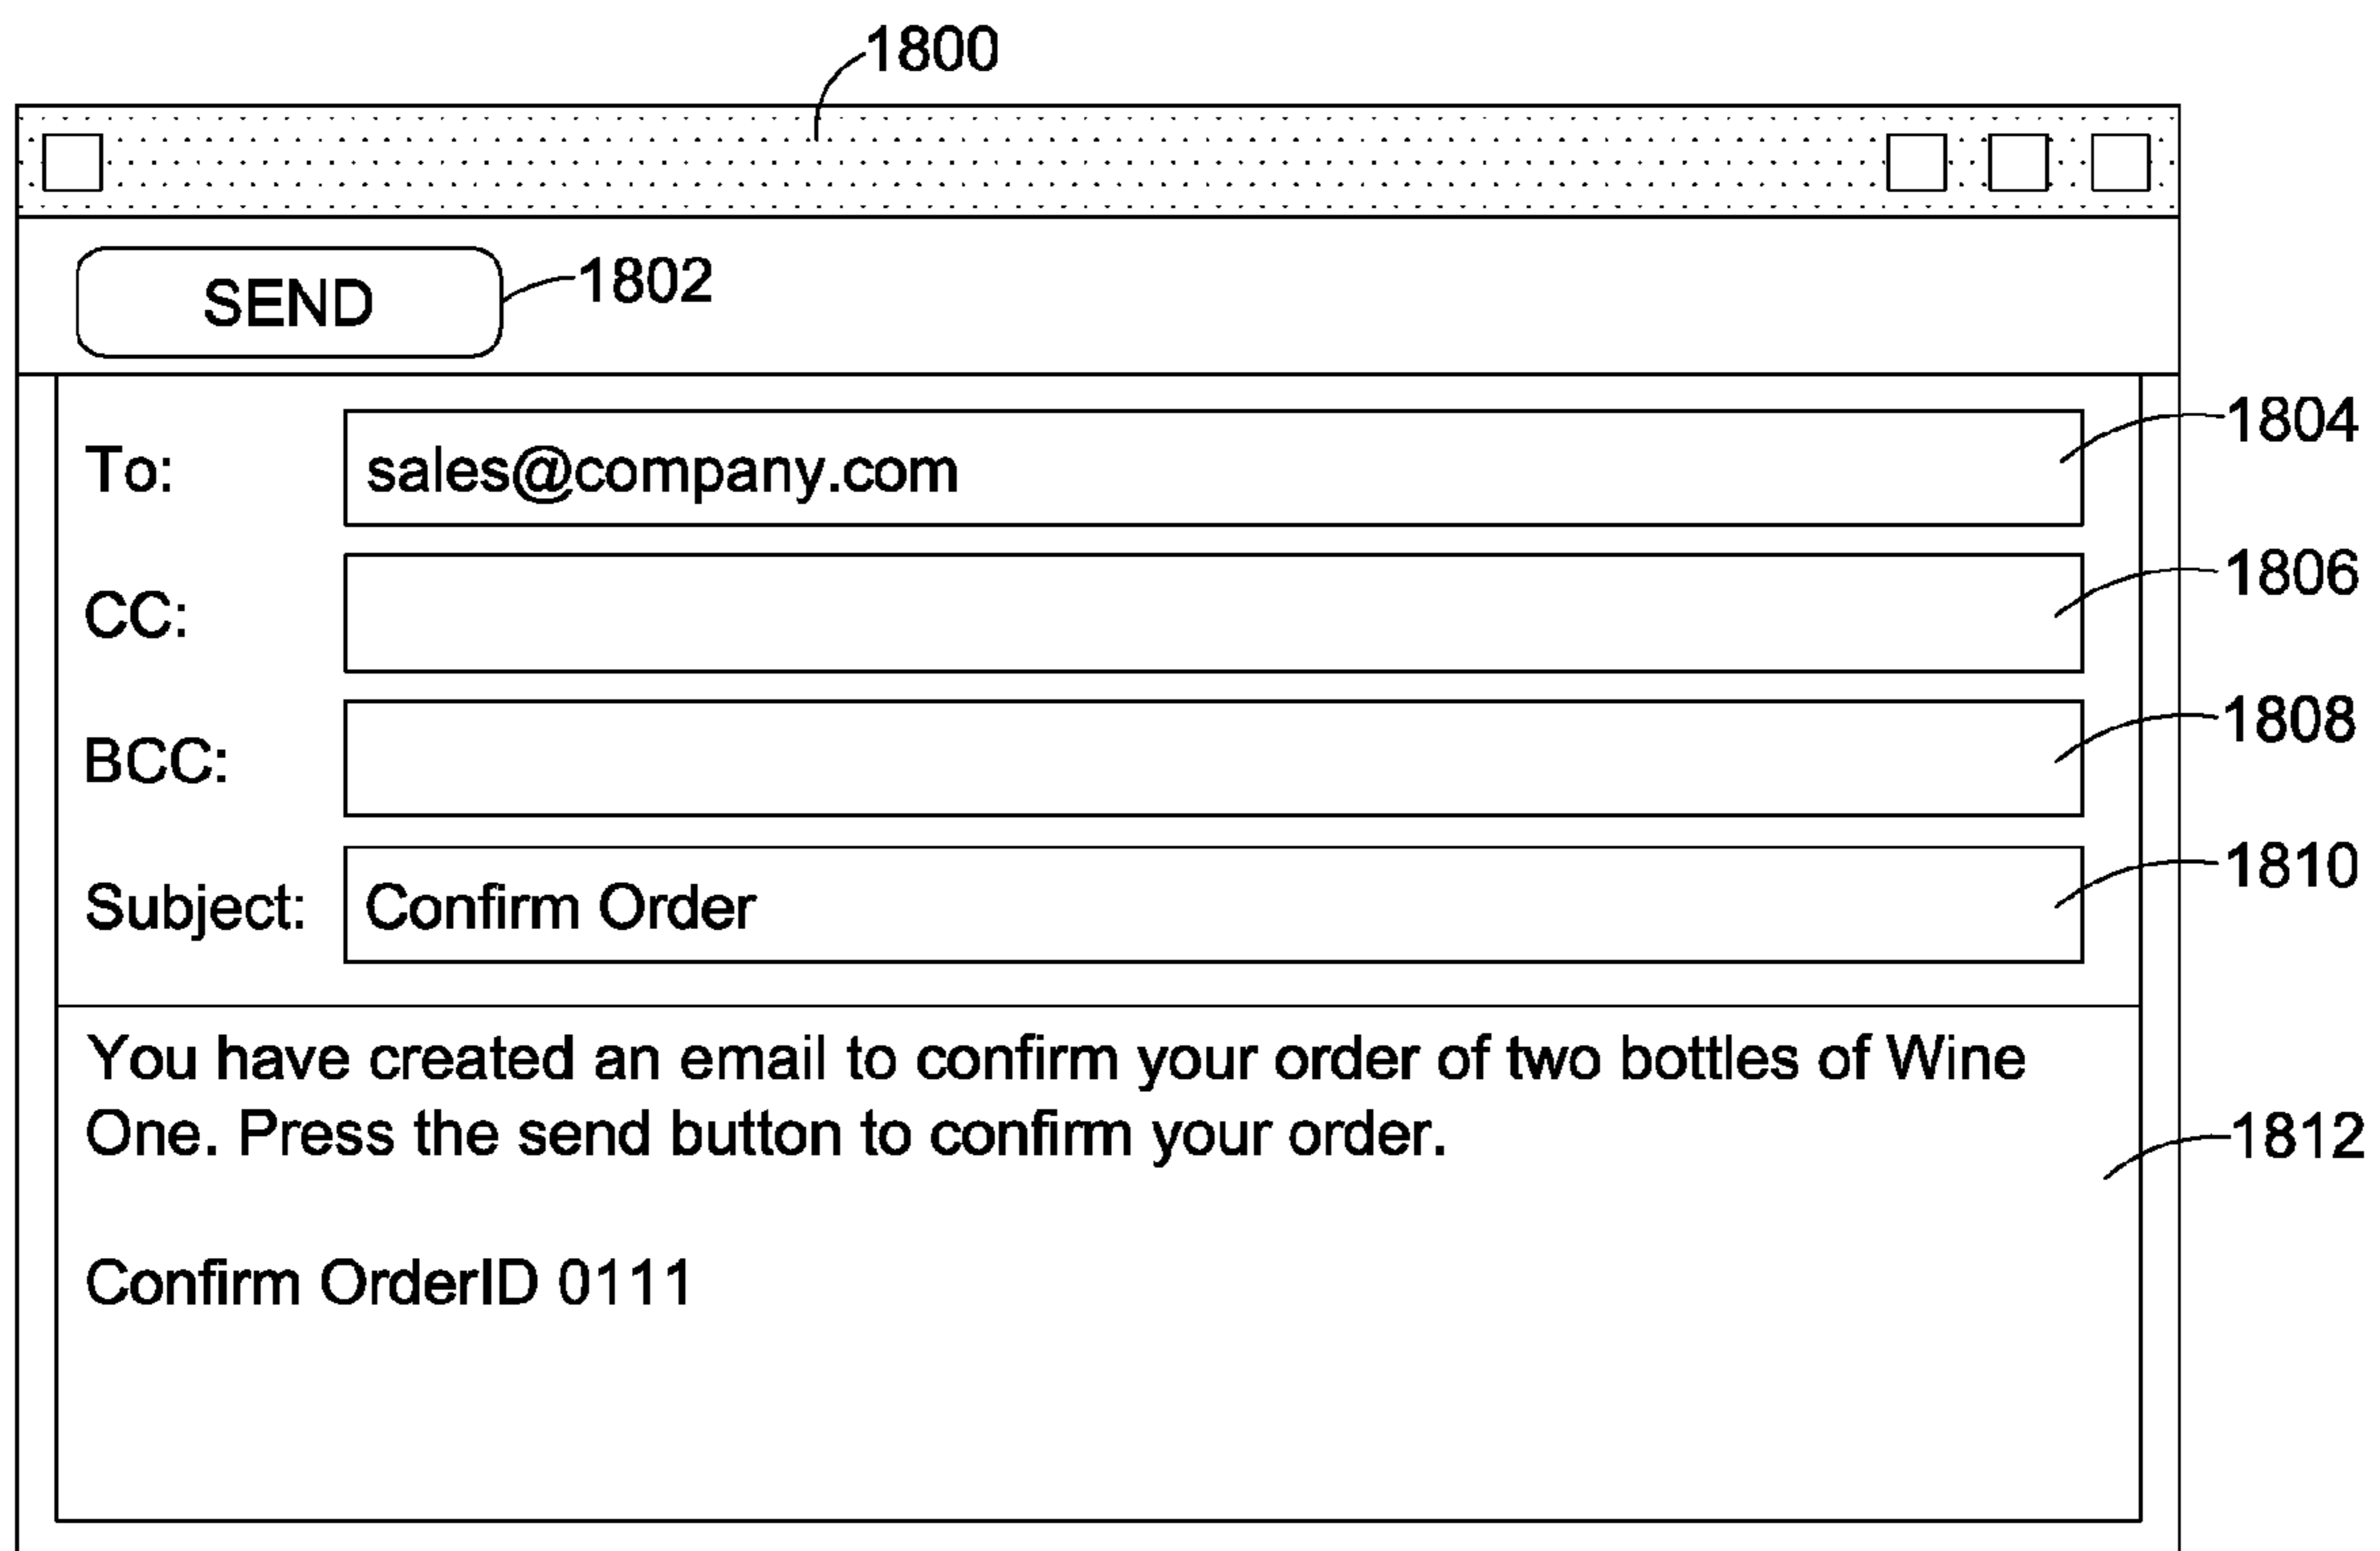 1800
SEND
1802
To: sales@company.com
1804
CC:
1806
BCC:
1808
Subject: Confirm Order
1810
You have created an email to confirm your order of two bottles of Wine
One. Press the send button to confirm your order.
1812
Confirm OrderID 0111